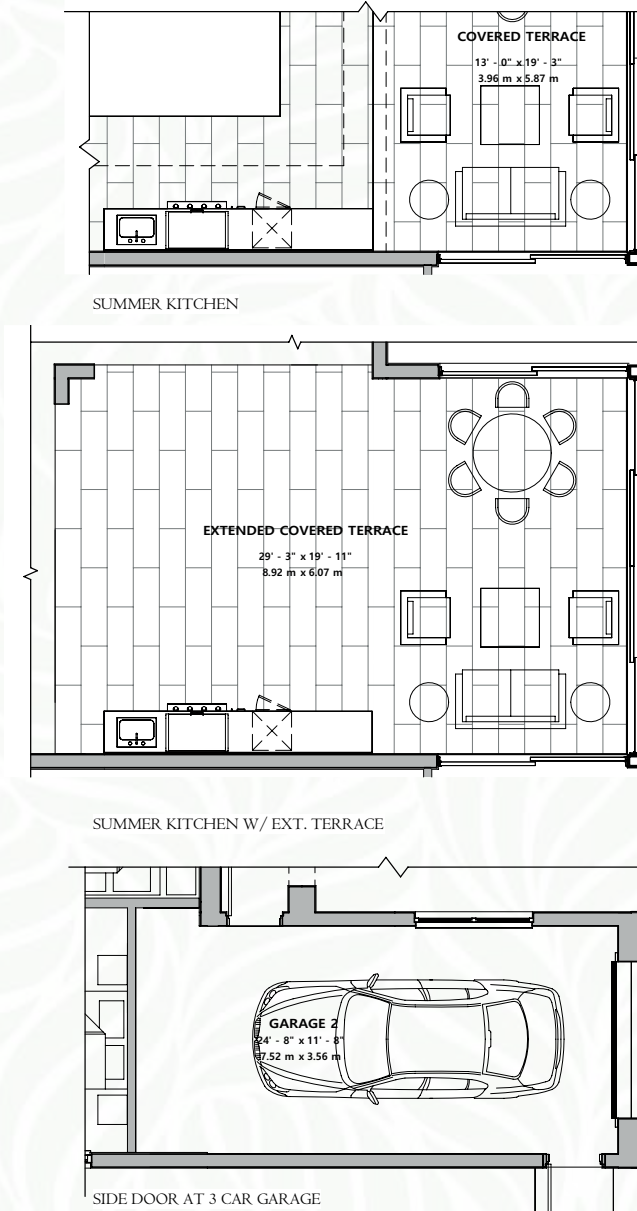 COVERED TERRACE
13' - 0" x 19' - 3"
3.96 m x 5.87 m
SUMMER KITCHEN
EXTENDED COVERED TERRACE
29' - 3" x 19' - 11"
8.92 m x 6.07 m
SUMMER KITCHEN W/ EXT. TERRACE
GARAGE 2
24' - 8" x 11' - 8"
7.52 m x 3.56 m
SIDE DOOR AT 3 CAR GARAGE